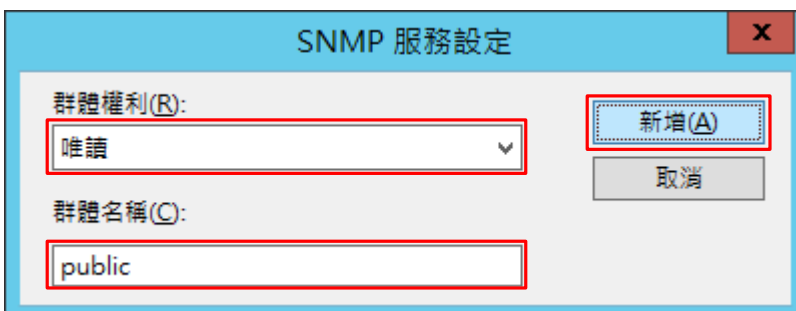 SNMP 服務設定
x
群體權利(R):
新增(A)
唯讀
取消
群體名稱(C):
public